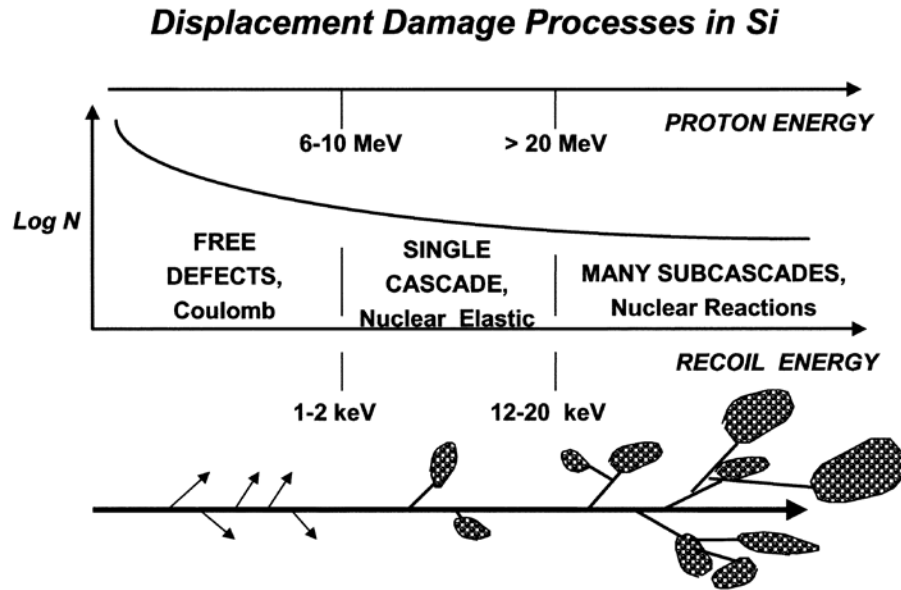 Displacement Damage Processes in Si
6-10 MeV
> 20 MeV
PROTON ENERGY
Log N
FREE
DEFECTS,
Coulomb
SINGLE
CASCADE,
Nuclear Elastic
MANY SUBCASCADES,
Nuclear Reactions
RECOIL ENERGY
1-2 keV
12-20 keV